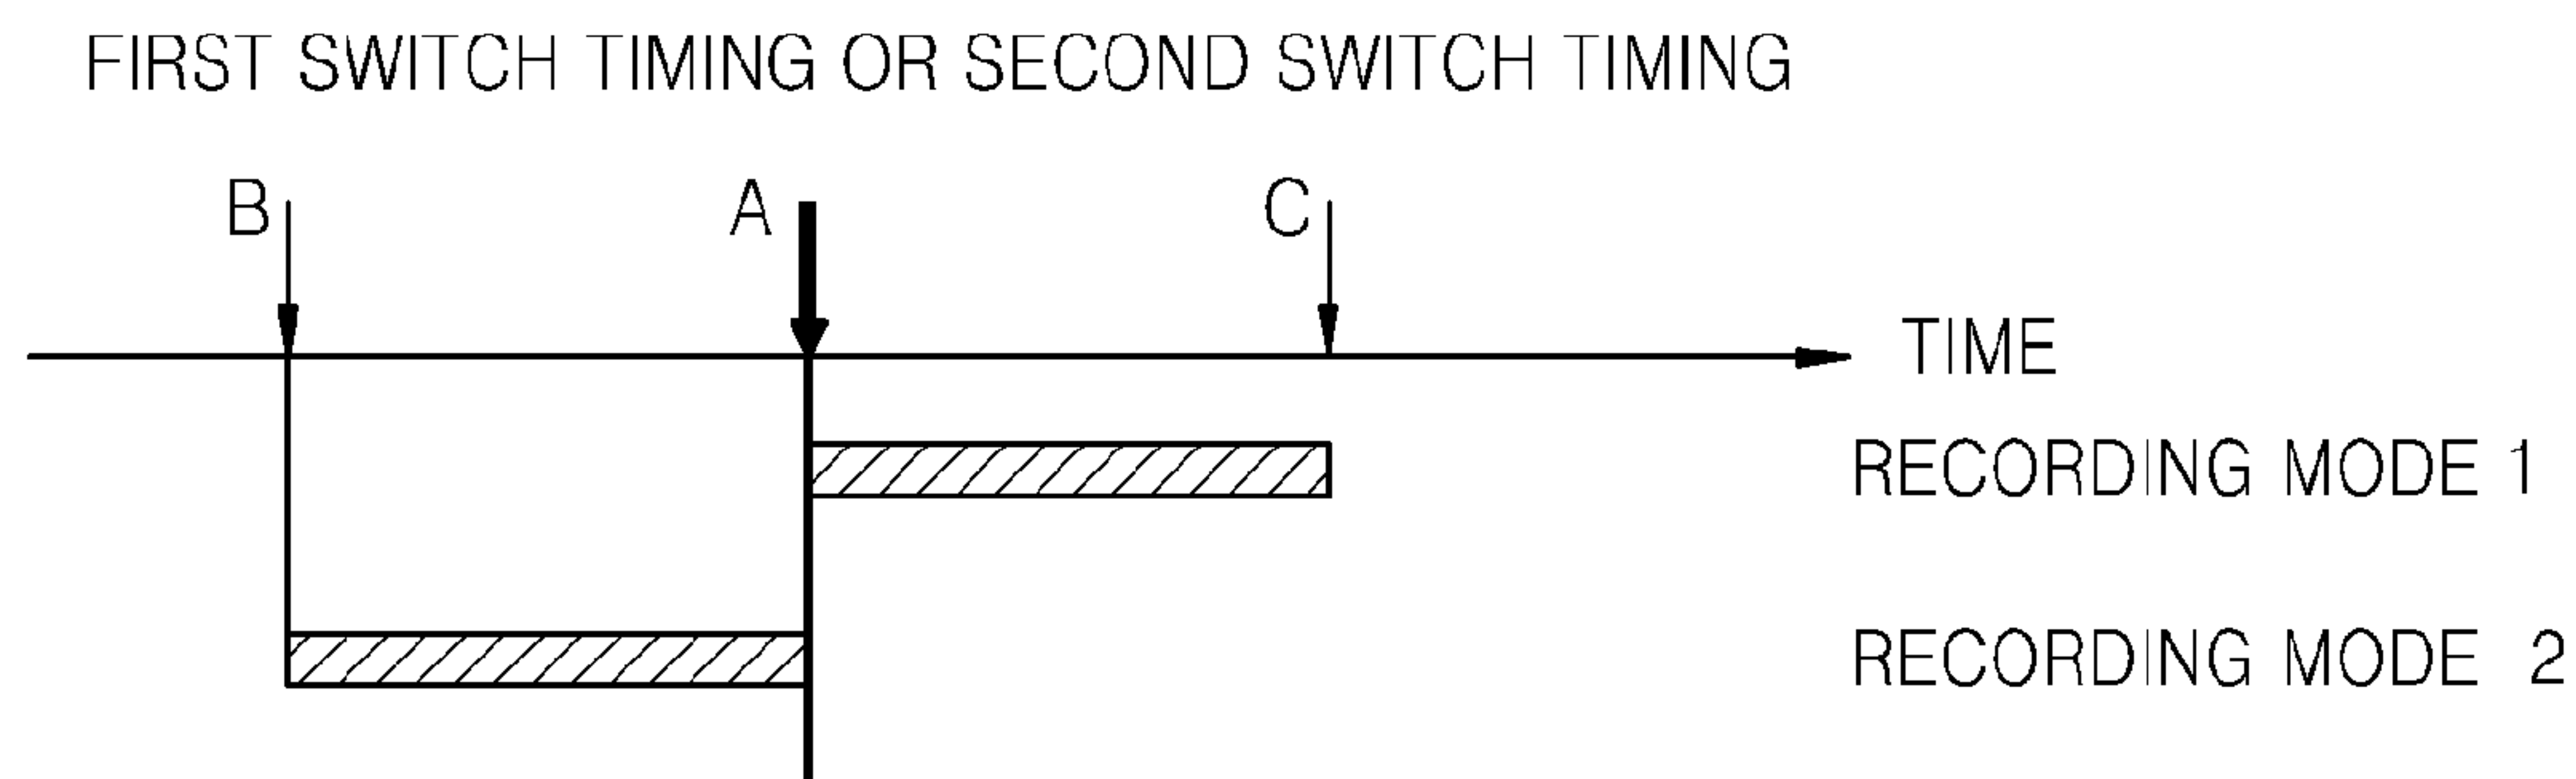 FIRST SWITCH TIMING OR SECOND SWITCH TIMING
B A C
TIME
RECORDING MODE 1
RECORDING MODE 2